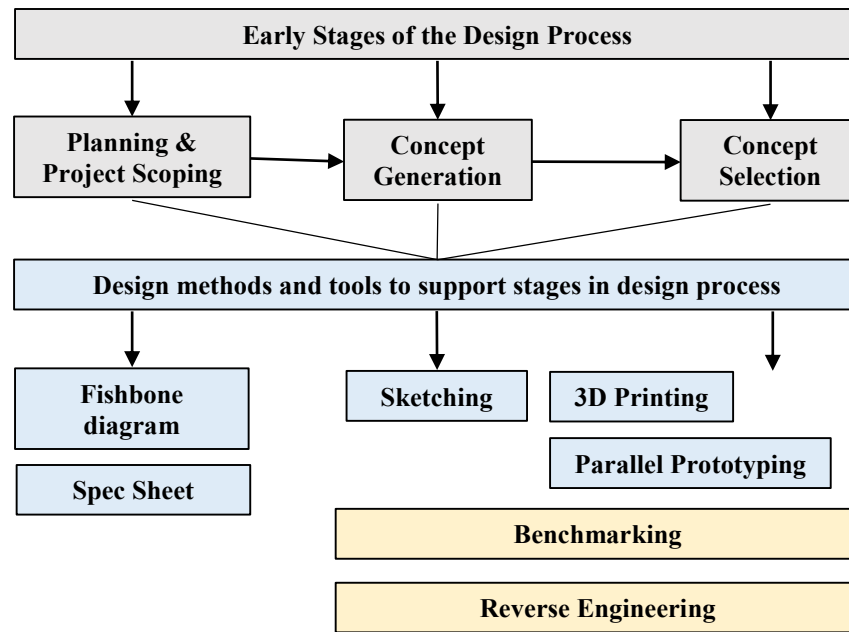 Early Stages of the Design Process
Planning &
Project Scoping
Concept
Generation
Concept
Selection
Design methods and tools to support stages in design process
Fishbone
diagram
Sketching
3D Printing
Spec Sheet
Parallel Prototyping
Benchmarking
Reverse Engineering